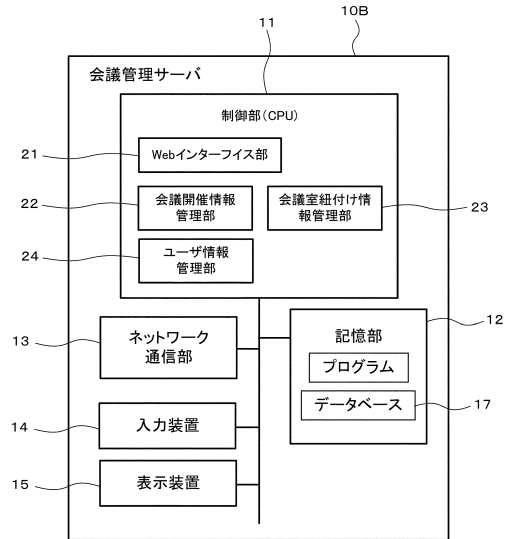 10B
11
会議管理サーバ
制御部(CPU)
21
Webインターフェイス部
22
会議開催情報
管理部
会議室紐付け情
報管理部
23
24
ユーザ情報
管理部
13
ネットワーク
通信部
12
記憶部
プログラム
データベース
17
14
入力装置
15
表示装置